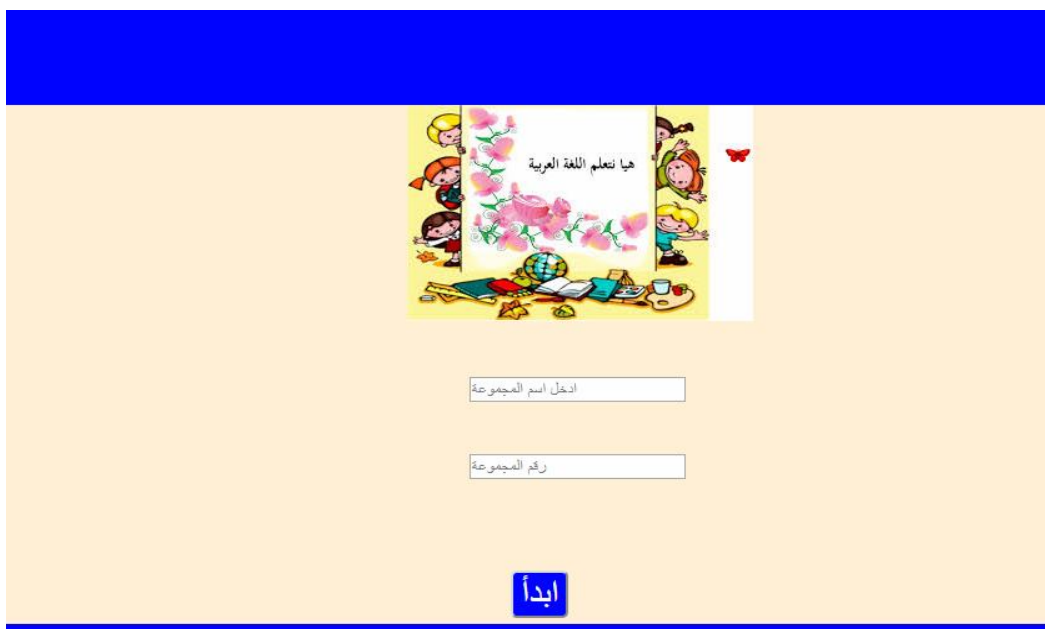 هيا نتعلم اللغة العربية
ادخل اسم المجموعة
رقم المجموعة
ابدأ